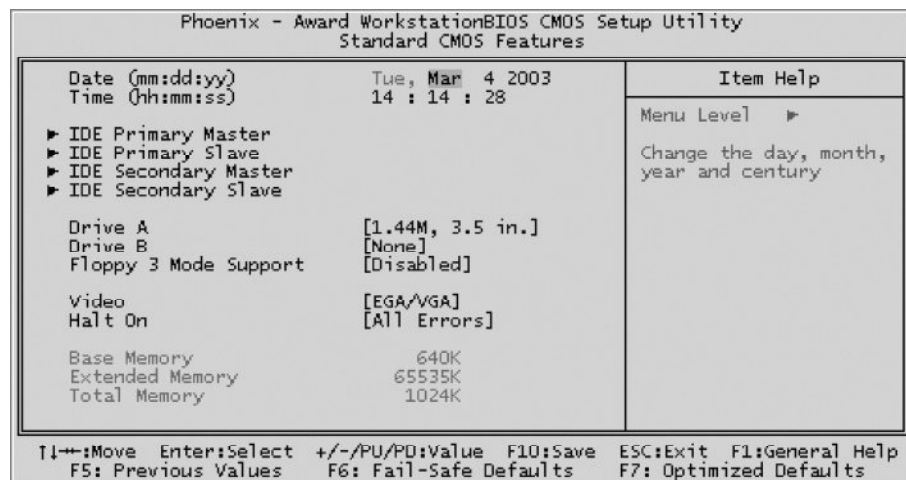 Phoenix - Award WorkstationBIOS CMOS Setup Utility
Standard CMOS Features
Date (mm:dd:yy) Tue, Mar 4 2003
Time (hh:mm:ss) 14 : 14 : 28
► IDE Primary Master
► IDE Primary Slave
► IDE Secondary Master
► IDE Secondary Slave
Drive A [1.44M, 3.5 in.]
Drive B [None]
Floppy 3 Mode Support [Disabled]
Video [EGA/VGA]
Halt On [All Errors]
Base Memory 640K
Extended Memory 65535K
Total Memory 1024K
Item Help
Menu Level ►
Change the day, month,
year and century
↑↓→←:Move Enter:Select +/-/PU/PD:Value F10:Save ESC:Exit F1:General Help
F5: Previous Values F6: Fail-Safe Defaults F7: Optimized Defaults